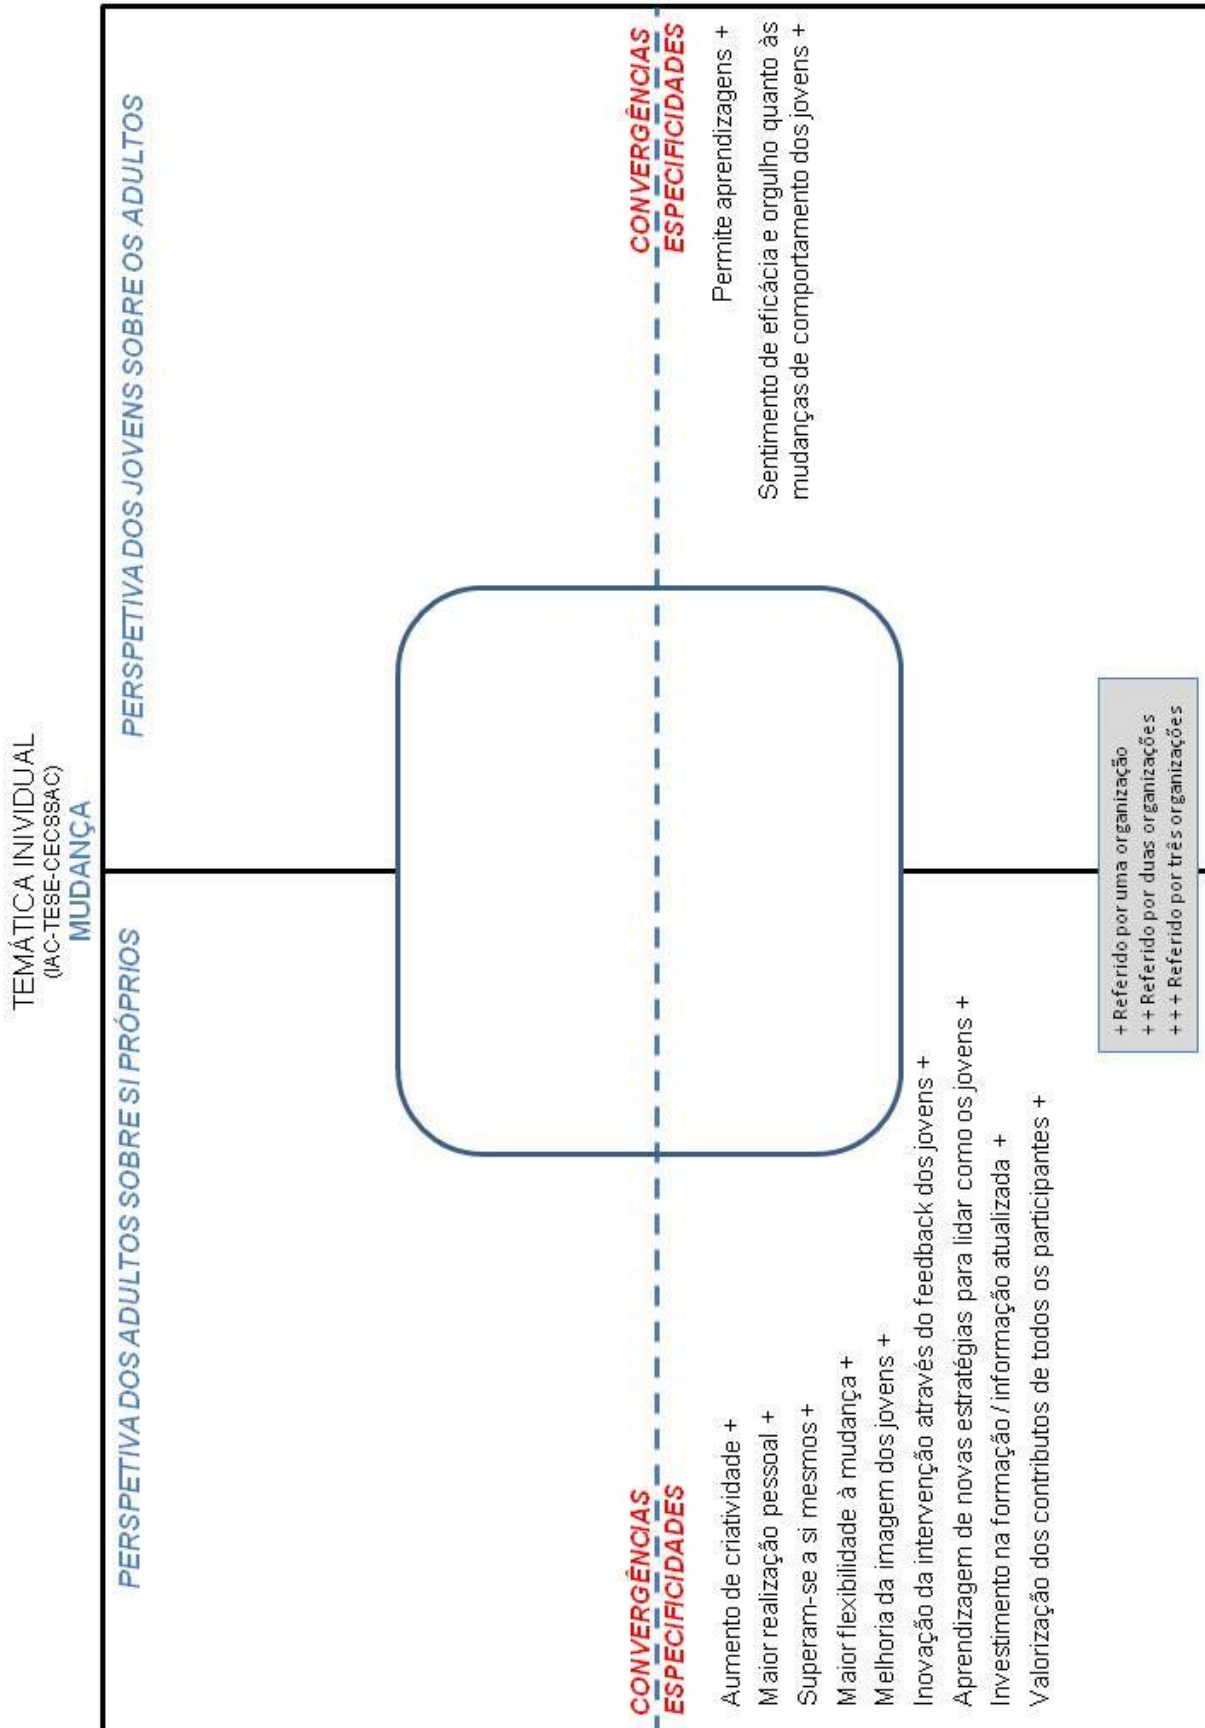 TEMÁTICA INIVIDUAL
(IAC-TESE-CECSSAC)
MUDANÇA
PERSPETIVA DOS ADULTOS SOBRE SI PRÓPRIOS
PERSPETIVA DOS JOVENS SOBRE OS ADULTOS
CONVERGÊNCIAS
ESPECIFICIDADES
CONVERGÊNCIAS
ESPECIFICIDADES
Aumento de criatividade +
Maior realização pessoal +
Superam-se a si mesmos +
Maior flexibilidade à mudança +
Melhoria da imagem dos jovens +
Inovação da intervenção através do feedback dos jovens +
Aprendizagem de novas estratégias para lidar como os jovens +
Investimento na formação / informação atualizada +
Valorização dos contributos de todos os participantes +
Permite aprendizagens +
Sentimento de eficácia e orgulho quanto às
mudanças de comportamento dos jovens +
+ Referido por uma organização
+ + Referido por duas organizações
+ + + Referido por três organizações